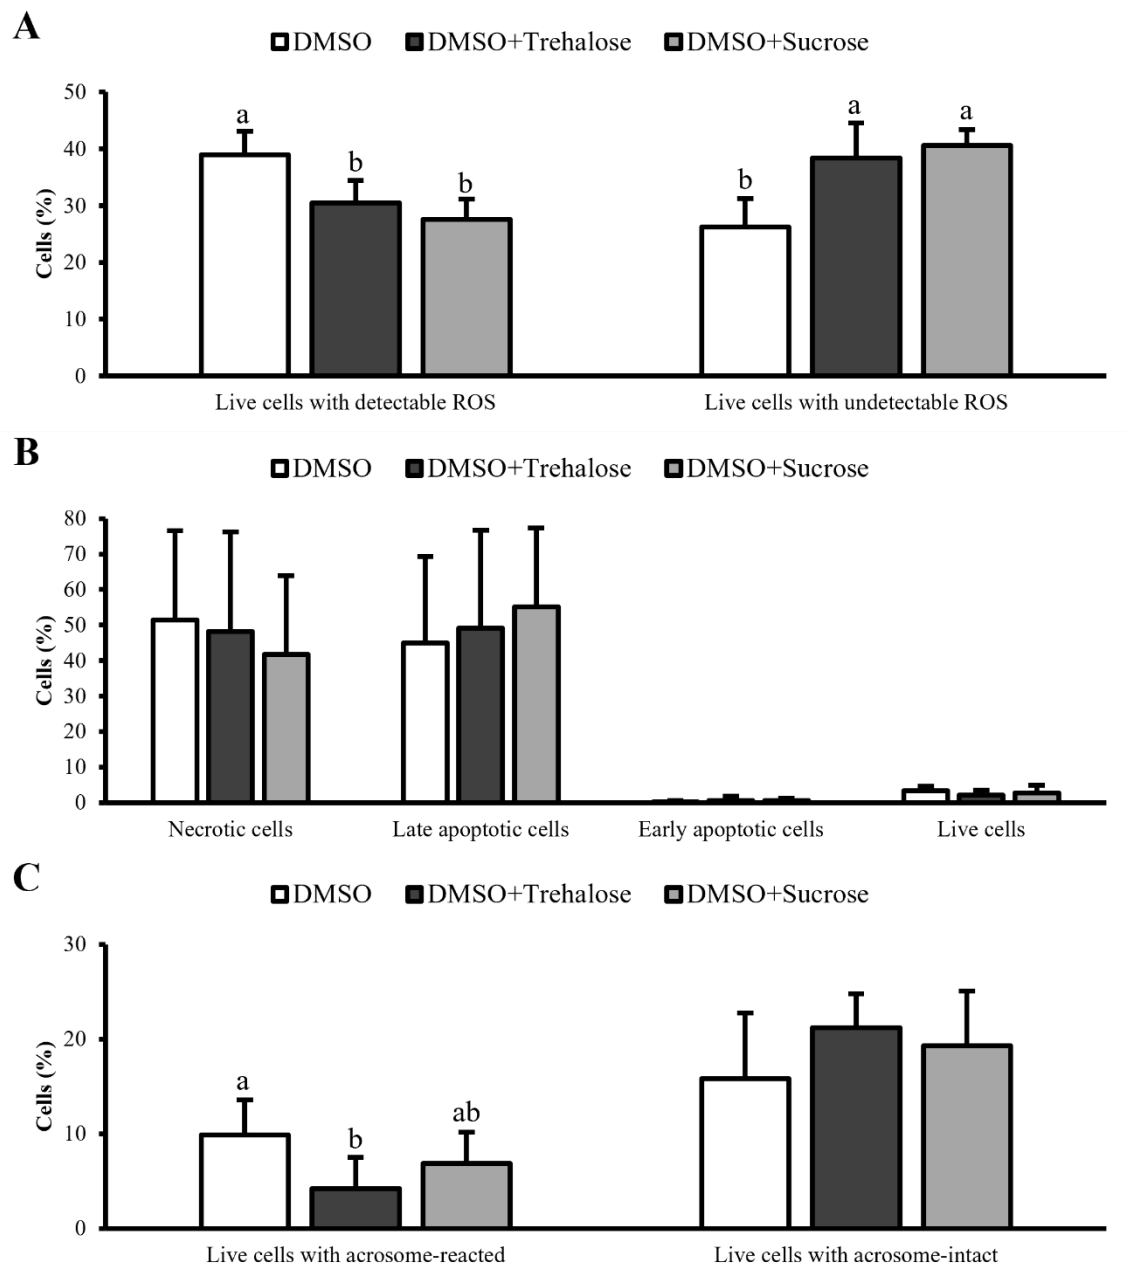 A
DMSO DMSO+Trehalose DMSO+Sucrose
50
40
30
20
10
0
Cells (%)
a
b
b
b
a
a
Live cells with detectable ROS Live cells with undetectable ROS
B
DMSO DMSO+Trehalose DMSO+Sucrose
80
70
60
50
40
30
20
10
0
Cells (%)
Necrotic cells Late apoptotic cells Early apoptotic cells Live cells
C
DMSO DMSO+Trehalose DMSO+Sucrose
30
20
10
0
Cells (%)
a
b
ab
Live cells with acrosome-reacted Live cells with acrosome-intact